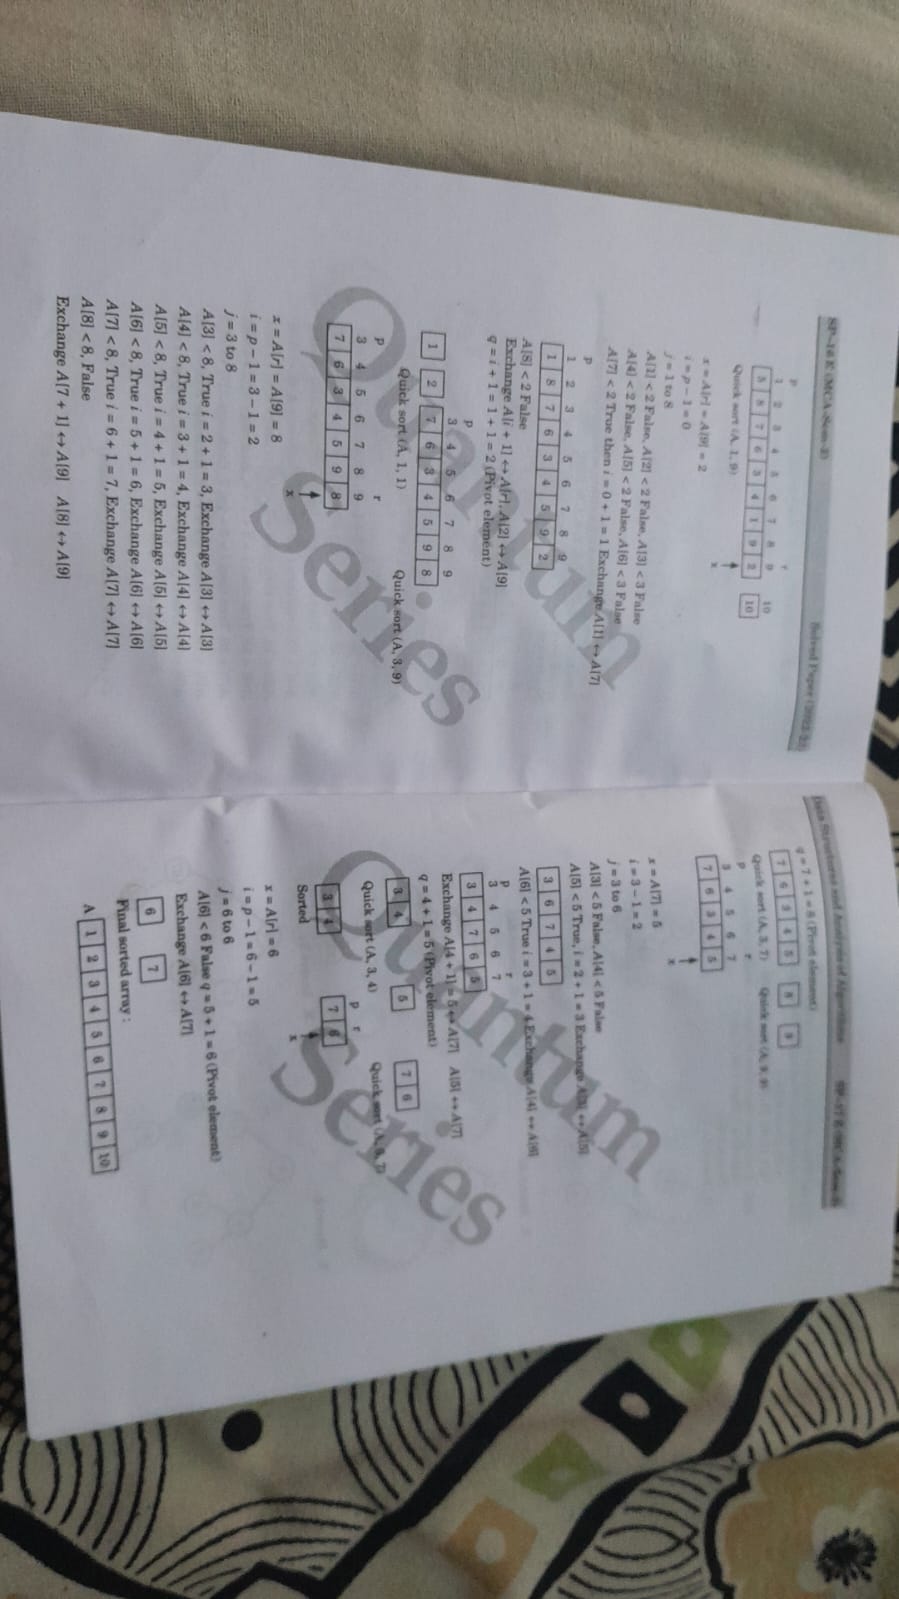 SP-16 E (MCA-Sem-2) Solved Paper (2022-23)
p r
1 2 3 4 5 6 7 8 9 10
5 8 7 6 3 4 1 9 2 10
Quick sort (A, 1, 9)
x
x = A[r] = A[9] = 2
i = p – 1 = 0
j = 1 to 8
A[1] < 2 False, A[2] < 2 False, A[3] < 3 False
A[4] < 2 False, A[5] < 2 False, A[6] < 3 False
A[7] < 2 True then i = 0 + 1 = 1 Exchange A[1] ↔ A[7]
p
1 2 3 4 5 6 7 8 9
1 8 7 6 3 4 5 9 2
A[8] < 2 False
Exchange A[i + 1] ↔ A[r], A[2] ↔ A[9]
q = i + 1 = 1 + 1 = 2 (Pivot element)
p
3 4 5 6 7 8 9
1 2 7 6 3 4 5 9 8
Quick sort (A, 1, 1) Quick sort (A, 3, 9)
p r
3 4 5 6 7 8 9
7 6 3 4 5 9 8
x
x = A[r] = A[9] = 8
i = p – 1 = 3 – 1 = 2
j = 3 to 8
A[3] < 8, True i = 2 + 1 = 3, Exchange A[3] ↔ A[3]
A[4] < 8, True i = 3 + 1 = 4, Exchange A[4] ↔ A[4]
A[5] < 8, True i = 4 + 1 = 5, Exchange A[5] ↔ A[5]
A[6] < 8, True i = 5 + 1 = 6, Exchange A[6] ↔ A[6]
A[7] < 8, True i = 6 + 1 = 7, Exchange A[7] ↔ A[7]
A[8] < 8, False
Exchange A[7 + 1] ↔ A[9] A[8] ↔ A[9]
Quantum
Series
Data Structures and Analysis of Algorithms SP-17 E (MCA-Sem-2)
q = 7 + 1 = 8 (Pivot element)
7 6 3 4 5 8 9
Quick sort (A, 3, 7) Quick sort (A, 9, 9)
p r
3 4 5 6 7
7 6 3 4 5
x
x = A[7] = 5
i = 3 – 1 = 2
j = 3 to 6
A[3] < 5 False, A[4] < 5 False
A[5] < 5 True, i = 2 + 1 = 3 Exchange A[3] ↔ A[5]
3 6 7 4 5
A[6] < 5 True i = 3 + 1 = 4 Exchange A[4] ↔ A[6]
p r
3 4 5 6 7
3 4 7 6 5
Exchange A[4 + 1] = 5 ↔ A[7] A[5] ↔ A[7]
q = 4 + 1 = 5 (Pivot element)
3 4 5 7 6
Quick sort (A, 3, 4) Quick sort (A, 6, 7)
p r
3 4 7 6
Sorted x
x = A[r] = 6
i = p – 1 = 6 – 1 = 5
j = 6 to 6
A[6] < 6 False q = 5 + 1 = 6 (Pivot element)
Exchange A[6] ↔ A[7]
6 7
Final sorted array :
A 1 2 3 4 5 6 7 8 9 10
Quantum
Series